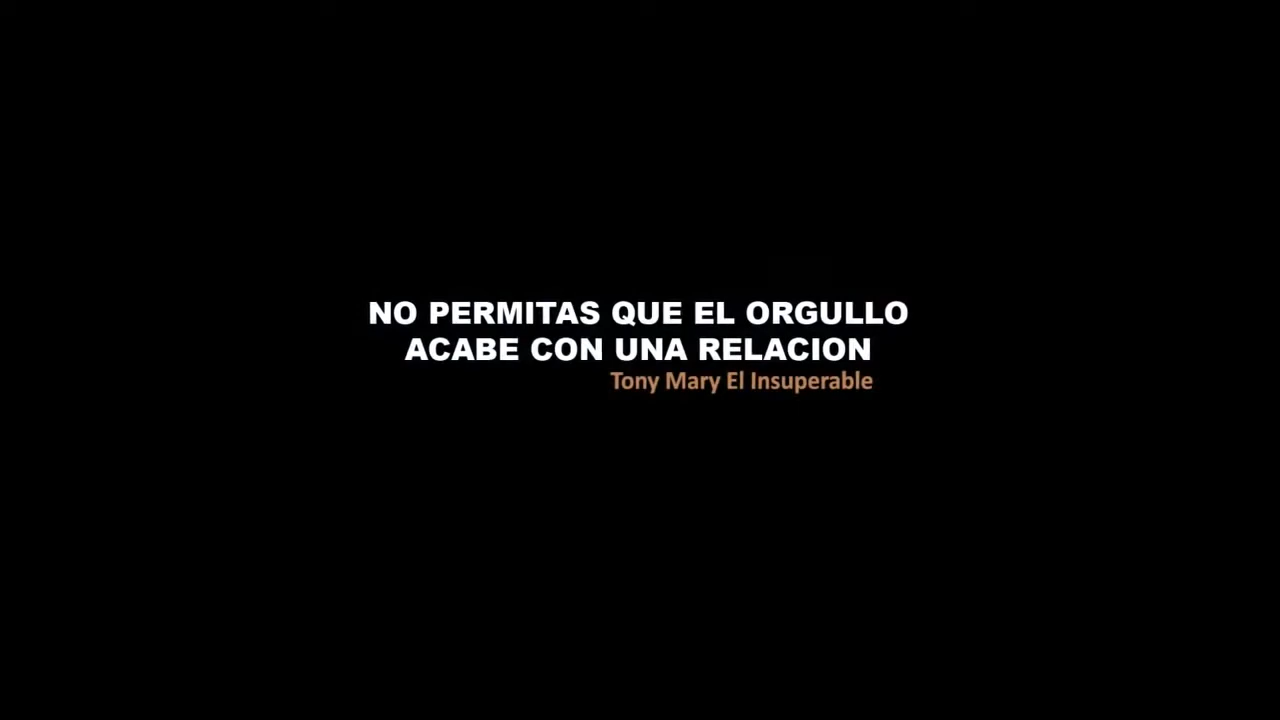 NO PERMITAS QUE EL ORGULLO
ACABE CON UNA RELACION
Tony Mary El Insuperable